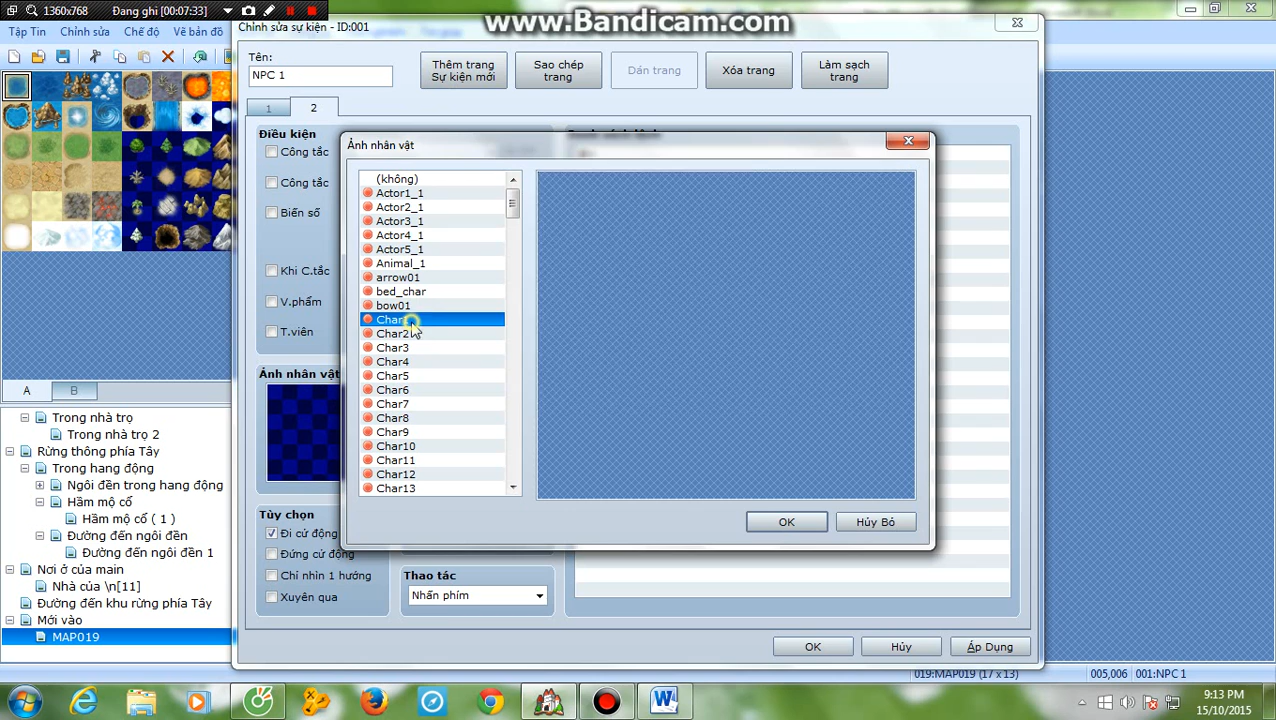 1360x768
Đang ghi (00:07:33)
www.Bandicam.com
Tập Tin
Chỉnh sửa
Chế độ
Vẽ bản đồ
Chỉnh sửa sự kiện - ID:001
Tên:
NPC 1
Thêm trang
Sự kiện mới
Sao chép
trang
Dán trang
Xóa trang
Làm sạch
trang
1
2
Điều kiện
Công tắc
Công tắc
Biến số
Khi C.tắc
V.phẩm
T.viên
Ảnh nhân vật
Ảnh nhân vật
(không)
Actor1_1
Actor2_1
Actor3_1
Actor4_1
Actor5_1
Animal_1
arrow01
bed_char
bow01
Char
Char2
Char3
Char4
Char5
Char6
Char7
Char8
Char9
Char10
Char11
Char12
Char13
OK
Hủy Bỏ
A
B
Trong nhà trọ
Trong nhà trọ 2
Rừng thông phía Tây
Trong hang động
Ngôi đền trong hang động
Hầm mộ cổ
Hầm mộ cổ ( 1 )
Đường đến ngôi đền
Đường đến ngôi đền 1
Nơi ở của main
Nhà của \n[11]
Đường đến khu rừng phía Tây
Mới vào
MAP019
Tùy chọn
Đi cử động
Đứng cử động
Chỉ nhìn 1 hướng
Xuyên qua
Thao tác
Nhấn phím
OK
Hủy
Áp Dụng
019:MAP019 (17 x 13)
005,006
001:NPC 1
9:13 PM
15/10/2015